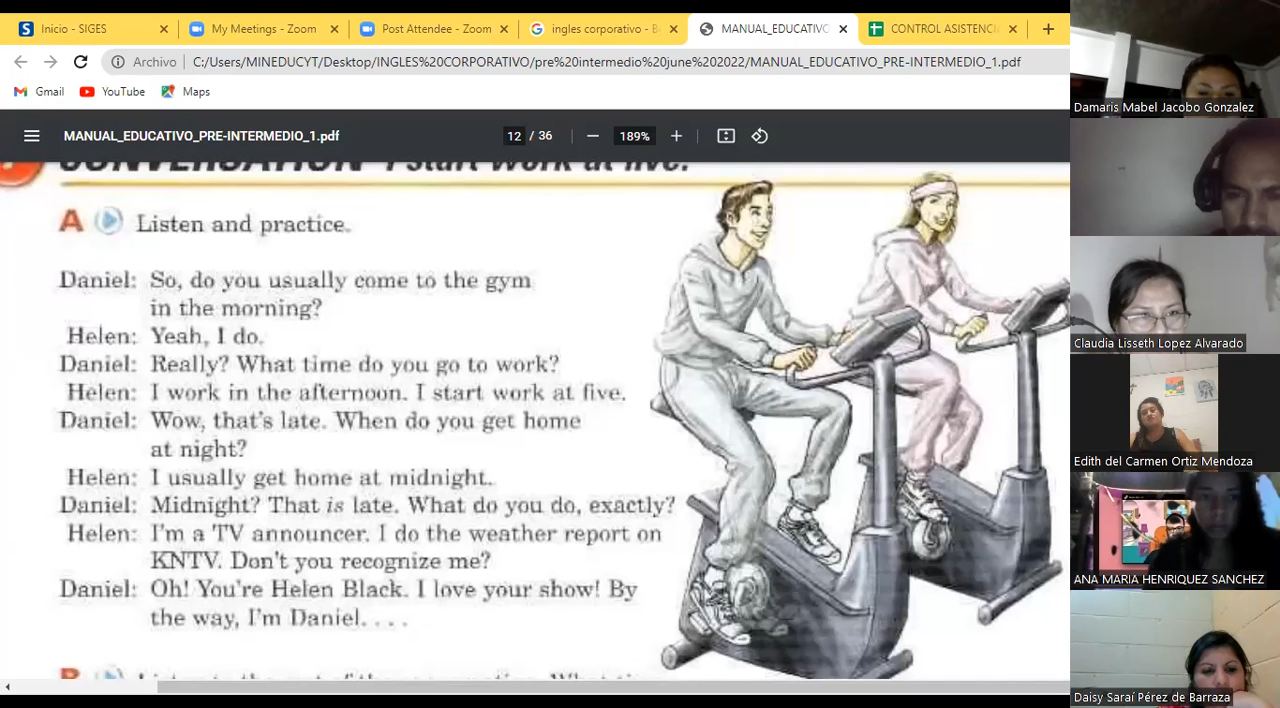 Inicio - SIGES
My Meetings - Zoom
Post Attendee - Zoom
ingles corporativo - B
MANUAL_EDUCATIVO
CONTROL ASISTENCI
Archivo | C:/Users/MINEDUCYT/Desktop/INGLES%20CORPORATIVO/pre%20intermedio%20june%202022/MANUAL_EDUCATIVO_PRE-INTERMEDIO_1.pdf
Gmail YouTube Maps
MANUAL_EDUCATIVO_PRE-INTERMEDIO_1.pdf 12 / 36 189%
CONVERSATION I start work at five.
A Listen and practice.
Daniel: So, do you usually come to the gym
in the morning?
Helen: Yeah, I do.
Daniel: Really? What time do you go to work?
Helen: I work in the afternoon. I start work at five.
Daniel: Wow, that's late. When do you get home
at night?
Helen: I usually get home at midnight.
Daniel: Midnight? That is late. What do you do, exactly?
Helen: I'm a TV announcer. I do the weather report on
KNTV. Don't you recognize me?
Daniel: Oh! You're Helen Black. I love your show! By
the way, I'm Daniel. . . .
Damaris Mabel Jacobo Gonzalez
Claudia Lisseth Lopez Alvarado
Edith del Carmen Ortiz Mendoza
ANA MARIA HENRIQUEZ SANCHEZ
Daisy Saraí Pérez de Barraza